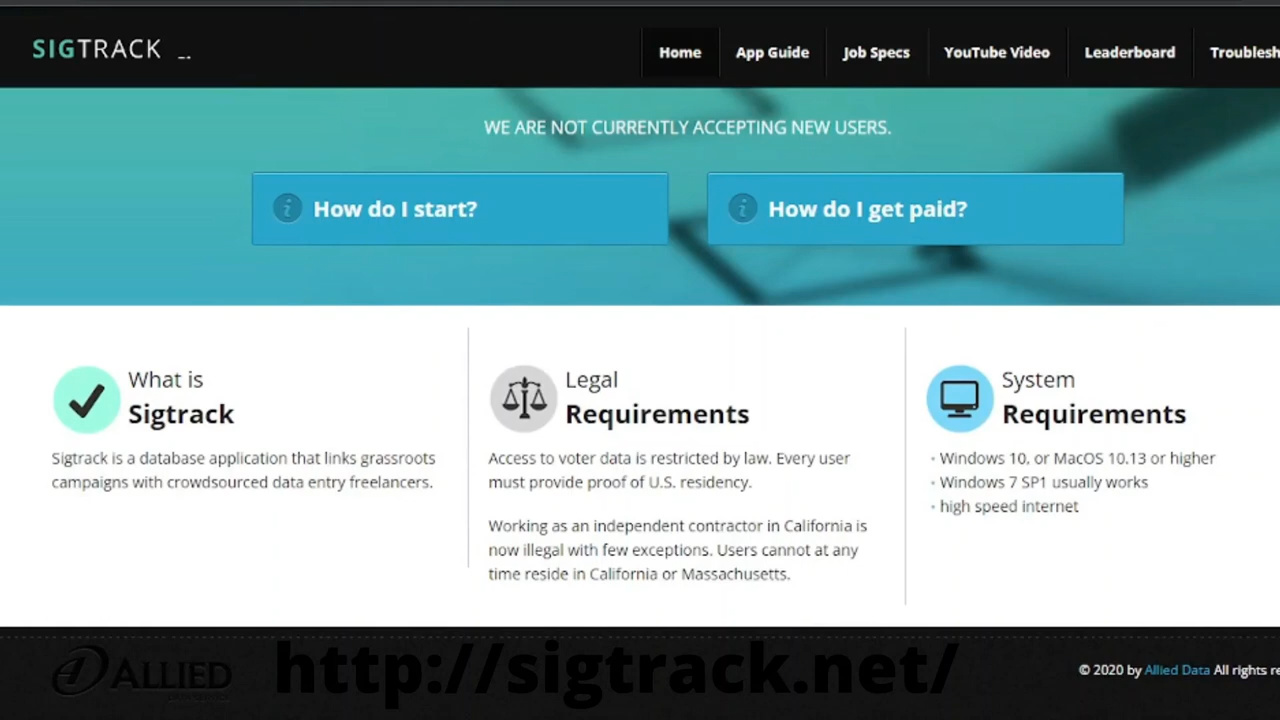 SIGTRACK
Home
App Guide
Job Specs
YouTube Video
Leaderboard
Troublesh
WE ARE NOT CURRENTLY ACCEPTING NEW USERS.
How do I start?
How do I get paid?
What is
Sigtrack
Sigtrack is a database application that links grassroots
campaigns with crowdsourced data entry freelancers.
Legal
Requirements
Access to voter data is restricted by law. Every user
must provide proof of U.S. residency.
Working as an independent contractor in California is
now illegal with few exceptions. Users cannot at any
time reside in California or Massachusetts.
System
Requirements
• Windows 10, or MacOS 10.13 or higher
• Windows 7 SP1 usually works
• high speed internet
ALLIED
http://sigtrack.net/
© 2020 by Allied Data All rights re